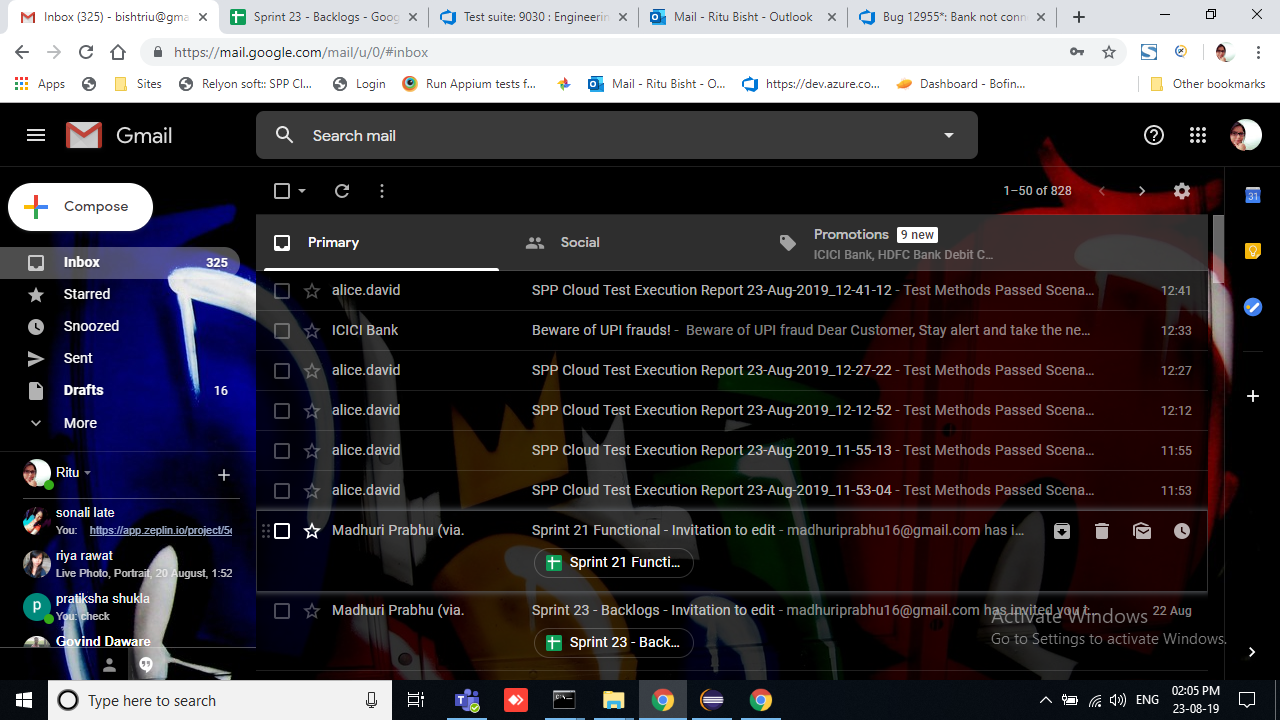 Inbox (325) - bishtriu@gma
Sprint 23 - Backlogs - Goog
Test suite: 9030 : Engineerin
Mail - Ritu Bisht - Outlook
Bug 12955*: Bank not conn
https://mail.google.com/mail/u/0/#inbox
Apps
Sites
Relyon soft:: SPP Cl...
Login
Run Appium tests f...
Mail - Ritu Bisht - O...
https://dev.azure.co...
Dashboard - Bofin...
Other bookmarks
Gmail
Search mail
Compose
1–50 of 828
31
Inbox 325
Starred
Snoozed
Sent
Drafts 16
More
Ritu
sonali late
You: https://app.zeplin.io/project/5c
riya rawat
Live Photo, Portrait, 20 August, 1:52
p
pratiksha shukla
You: check
Govind Daware
Primary
Social
Promotions 9 new
ICICI Bank, HDFC Bank Debit C...
alice.david SPP Cloud Test Execution Report 23-Aug-2019_12-41-12 - Test Methods Passed Scena... 12:41
ICICI Bank Beware of UPI frauds! - Beware of UPI fraud Dear Customer, Stay alert and take the ne... 12:33
alice.david SPP Cloud Test Execution Report 23-Aug-2019_12-27-22 - Test Methods Passed Scena... 12:27
alice.david SPP Cloud Test Execution Report 23-Aug-2019_12-12-52 - Test Methods Passed Scena... 12:12
alice.david SPP Cloud Test Execution Report 23-Aug-2019_11-55-13 - Test Methods Passed Scena... 11:55
alice.david SPP Cloud Test Execution Report 23-Aug-2019_11-53-04 - Test Methods Passed Scena... 11:53
Madhuri Prabhu (via. Sprint 21 Functional - Invitation to edit - madhuriprabhu16@gmail.com has i...
Sprint 21 Functi...
Madhuri Prabhu (via. Sprint 23 - Backlogs - Invitation to edit - madhuriprabhu16@gmail.com has invited you t... 22 Aug
Sprint 23 - Back...
Activate Windows
Go to Settings to activate Windows.
Type here to search
ENG
02:05 PM
23-08-19